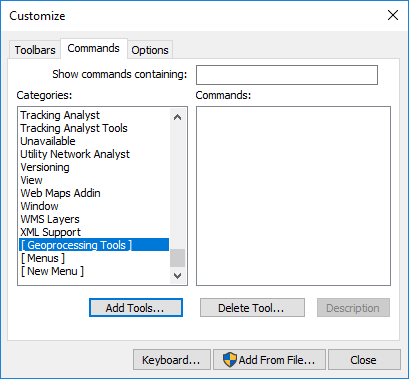 Customize
Toolbars Commands Options
Show commands containing:
Categories: Commands:
Tracking Analyst
Tracking Analyst Tools
Unavailable
Utility Network Analyst
Versioning
View
Web Maps Addin
Window
WMS Layers
XML Support
[ Geoprocessing Tools ]
[ Menus ]
[ New Menu ]
Add Tools... Delete Tool... Description
Keyboard... Add From File... Close